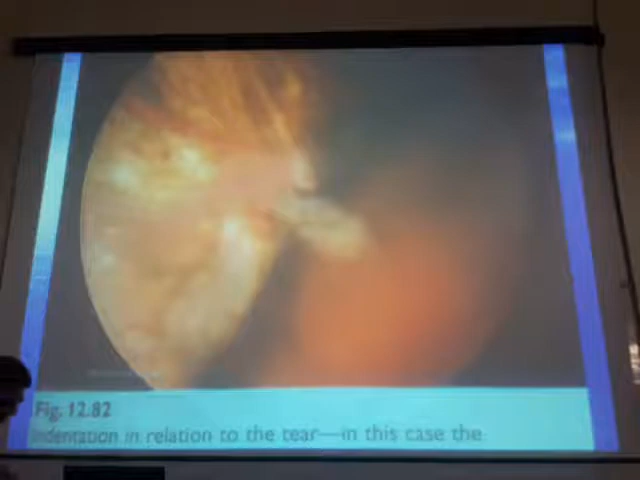 Fig. 12.82
Indentation in relation to the tear—in this case the